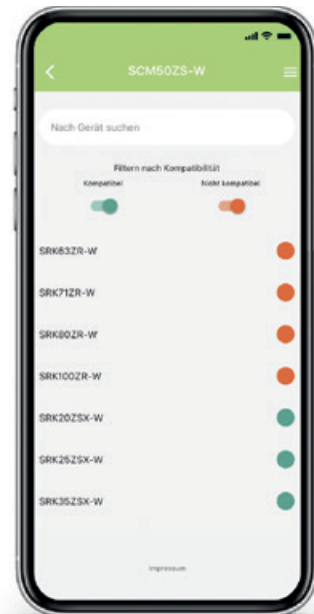 SCM50ZS-W
Nach Gerät suchen
Filtern nach Kompatibilität
Kompatibel Nicht kompatibel
SRK63ZR-W
SRK71ZR-W
SRK80ZR-W
SRK100ZR-W
SRK20ZSX-W
SRK25ZSX-W
SRK35ZSX-W
Impressum